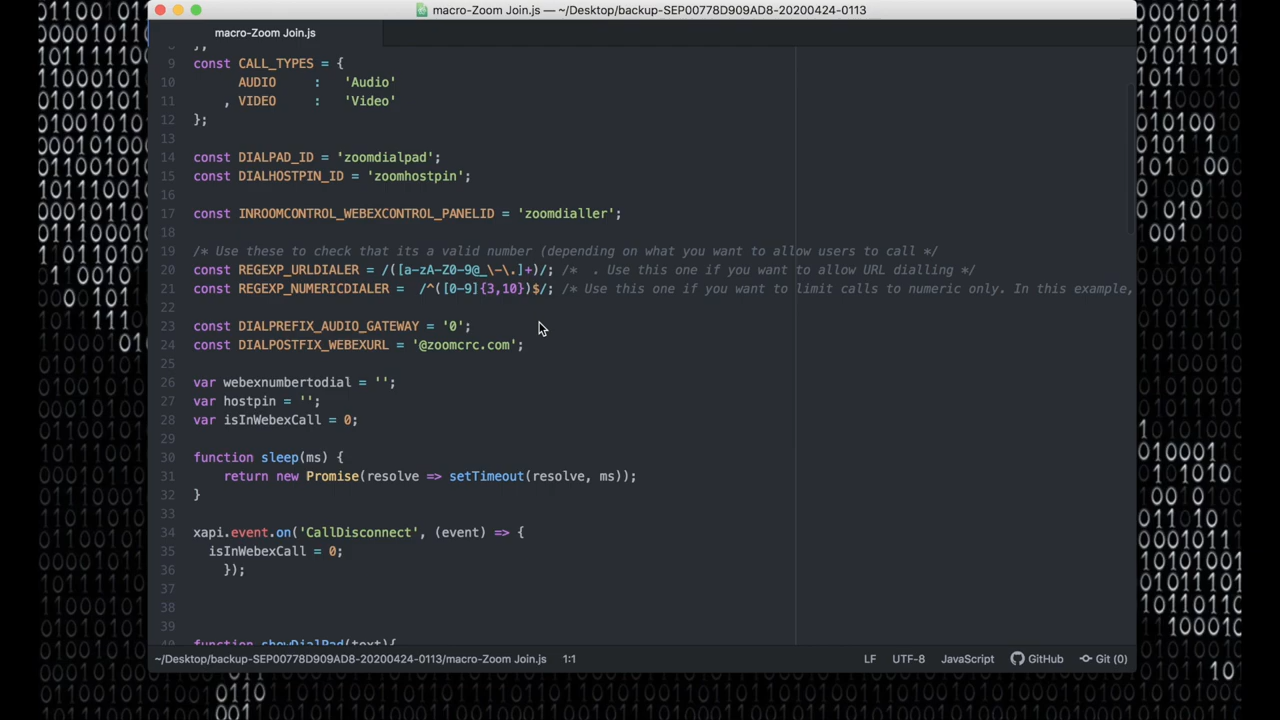 macro-Zoom Join.js — ~/Desktop/backup-SEP00778D909AD8-20200424-0113
macro-Zoom Join.js
8 };
9 const CALL_TYPES = {
10 AUDIO : 'Audio'
11 , VIDEO : 'Video'
12 };
13
14 const DIALPAD_ID = 'zoomdialpad';
15 const DIALHOSTPIN_ID = 'zoomhostpin';
16
17 const INROOMCONTROL_WEBEXCONTROL_PANELID = 'zoomdialler';
18
19 /* Use these to check that its a valid number (depending on what you want to allow users to call */
20 const REGEXP_URLDIALER = /([a-zA-Z0-9@_\-\.]+)/; /*  . Use this one if you want to allow URL dialling */
21 const REGEXP_NUMERICDIALER =  /^([0-9]{3,10})$/; /* Use this one if you want to limit calls to numeric only. In this example,
22
23 const DIALPREFIX_AUDIO_GATEWAY = '0';
24 const DIALPOSTFIX_WEBEXURL = '@zoomcrc.com';
25
26 var webexnumbertodial = '';
27 var hostpin = '';
28 var isInWebexCall = 0;
29
30 function sleep(ms) {
31 return new Promise(resolve => setTimeout(resolve, ms));
32 }
33
34 xapi.event.on('CallDisconnect', (event) => {
35 isInWebexCall = 0;
36 });
37
38
39
40 function showDialPad(text){
~/Desktop/backup-SEP00778D909AD8-20200424-0113/macro-Zoom Join.js 1:1 LF UTF-8 JavaScript GitHub Git (0)